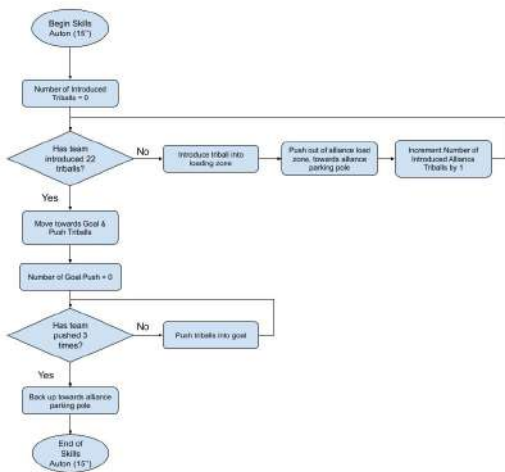 Begin Skills
Auton (15")
Number of Introduced
Triballs = 0
Has team
introduced 22
triballs?
No
Introduce triball into
loading zone
Push out of alliance load
zone, towards alliance
parking pole
Increment Number of
Introduced Alliance
Triballs by 1
Yes
Move towards Goal &
Push Triballs
Number of Goal Push = 0
Has team
pushed 3
times?
No
Push triballs into goal
Yes
Back up towards alliance
parking pole
End of
Skills
Auton (15")